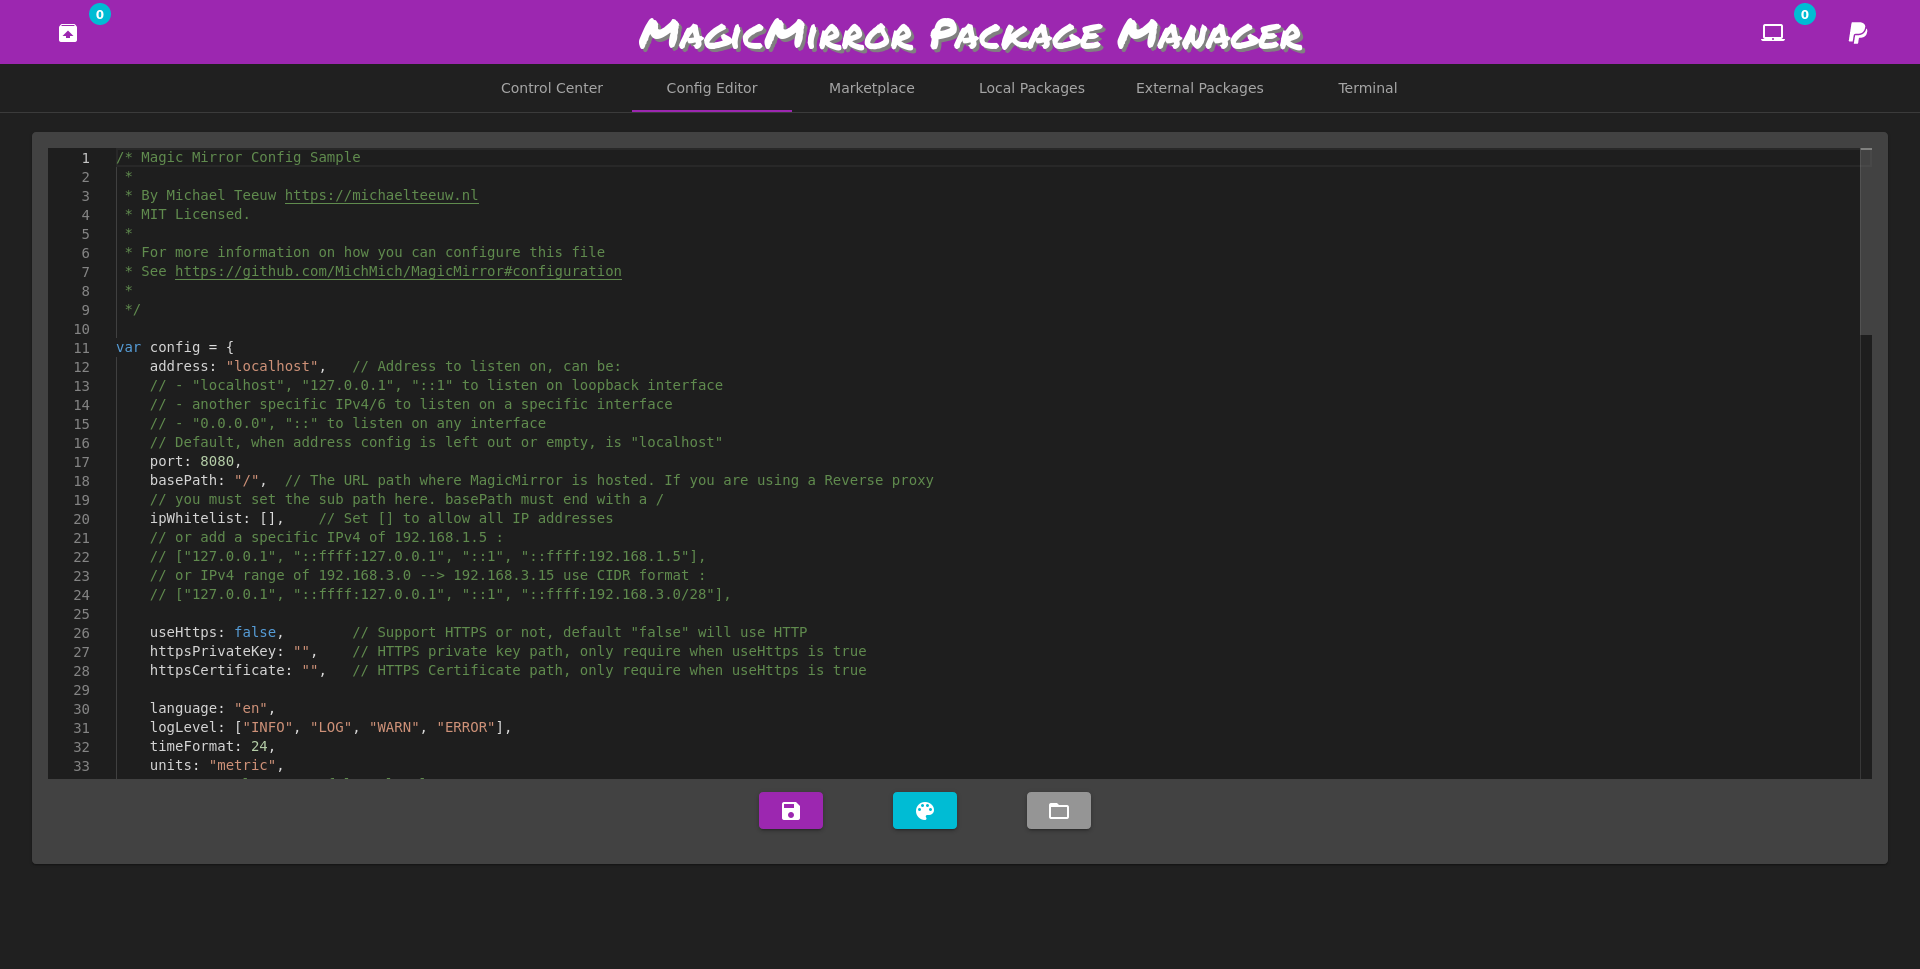 0
MagicMirror Package Manager
0
Control Center
Config Editor
Marketplace
Local Packages
External Packages
Terminal
1 /* Magic Mirror Config Sample
2 *
3 * By Michael Teeuw https://michaelteeuw.nl
4 * MIT Licensed.
5 *
6 * For more information on how you can configure this file
7 * See https://github.com/MichMich/MagicMirror#configuration
8 *
9 */
10
11 var config = {
12 address: "localhost", // Address to listen on, can be:
13 // - "localhost", "127.0.0.1", "::1" to listen on loopback interface
14 // - another specific IPv4/6 to listen on a specific interface
15 // - "0.0.0.0", "::" to listen on any interface
16 // Default, when address config is left out or empty, is "localhost"
17 port: 8080,
18 basePath: "/", // The URL path where MagicMirror is hosted. If you are using a Reverse proxy
19 // you must set the sub path here. basePath must end with a /
20 ipWhitelist: [], // Set [] to allow all IP addresses
21 // or add a specific IPv4 of 192.168.1.5 :
22 // ["127.0.0.1", "::ffff:127.0.0.1", "::1", "::ffff:192.168.1.5"],
23 // or IPv4 range of 192.168.3.0 --> 192.168.3.15 use CIDR format :
24 // ["127.0.0.1", "::ffff:127.0.0.1", "::1", "::ffff:192.168.3.0/28"],
25
26 useHttps: false, // Support HTTPS or not, default "false" will use HTTP
27 httpsPrivateKey: "", // HTTPS private key path, only require when useHttps is true
28 httpsCertificate: "", // HTTPS Certificate path, only require when useHttps is true
29
30 language: "en",
31 logLevel: ["INFO", "LOG", "WARN", "ERROR"],
32 timeFormat: 24,
33 units: "metric",